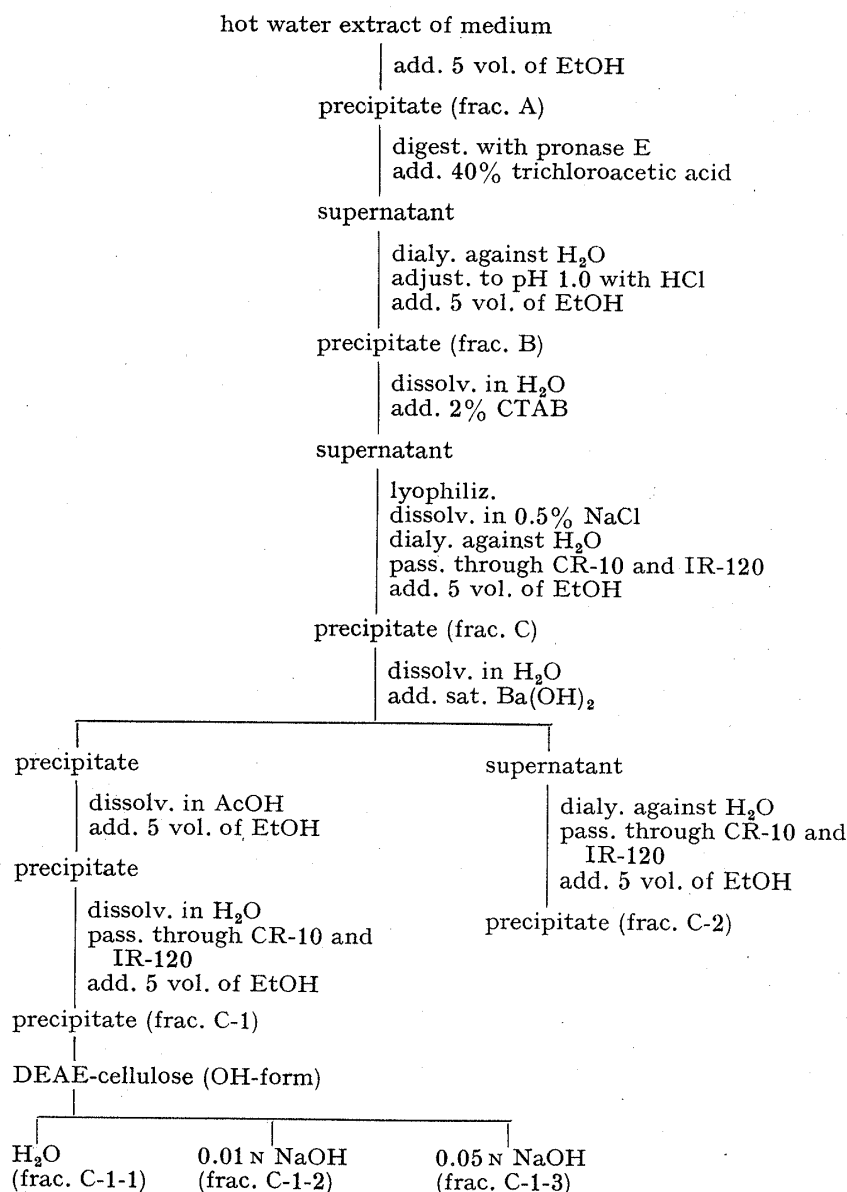 hot water extract of medium
add. 5 vol. of EtOH
precipitate (frac. A)
digest. with pronase E
add. 40% trichloroacetic acid
supernatant
dialy. against H₂O
adjust. to pH 1.0 with HCl
add. 5 vol. of EtOH
precipitate (frac. B)
dissolv. in H₂O
add. 2% CTAB
supernatant
lyophiliz.
dissolv. in 0.5% NaCl
dialy. against H₂O
pass. through CR-10 and IR-120
add. 5 vol. of EtOH
precipitate (frac. C)
dissolv. in H₂O
add. sat. Ba(OH)₂
precipitate
dissolv. in AcOH
add. 5 vol. of EtOH
precipitate
dissolv. in H₂O
pass. through CR-10 and
IR-120
add. 5 vol. of EtOH
precipitate (frac. C-1)
supernatant
dialy. against H₂O
pass. through CR-10 and
IR-120
add. 5 vol. of EtOH
precipitate (frac. C-2)
DEAE-cellulose (OH-form)
H₂O
(frac. C-1-1)
0.01 N NaOH
(frac. C-1-2)
0.05 N NaOH
(frac. C-1-3)